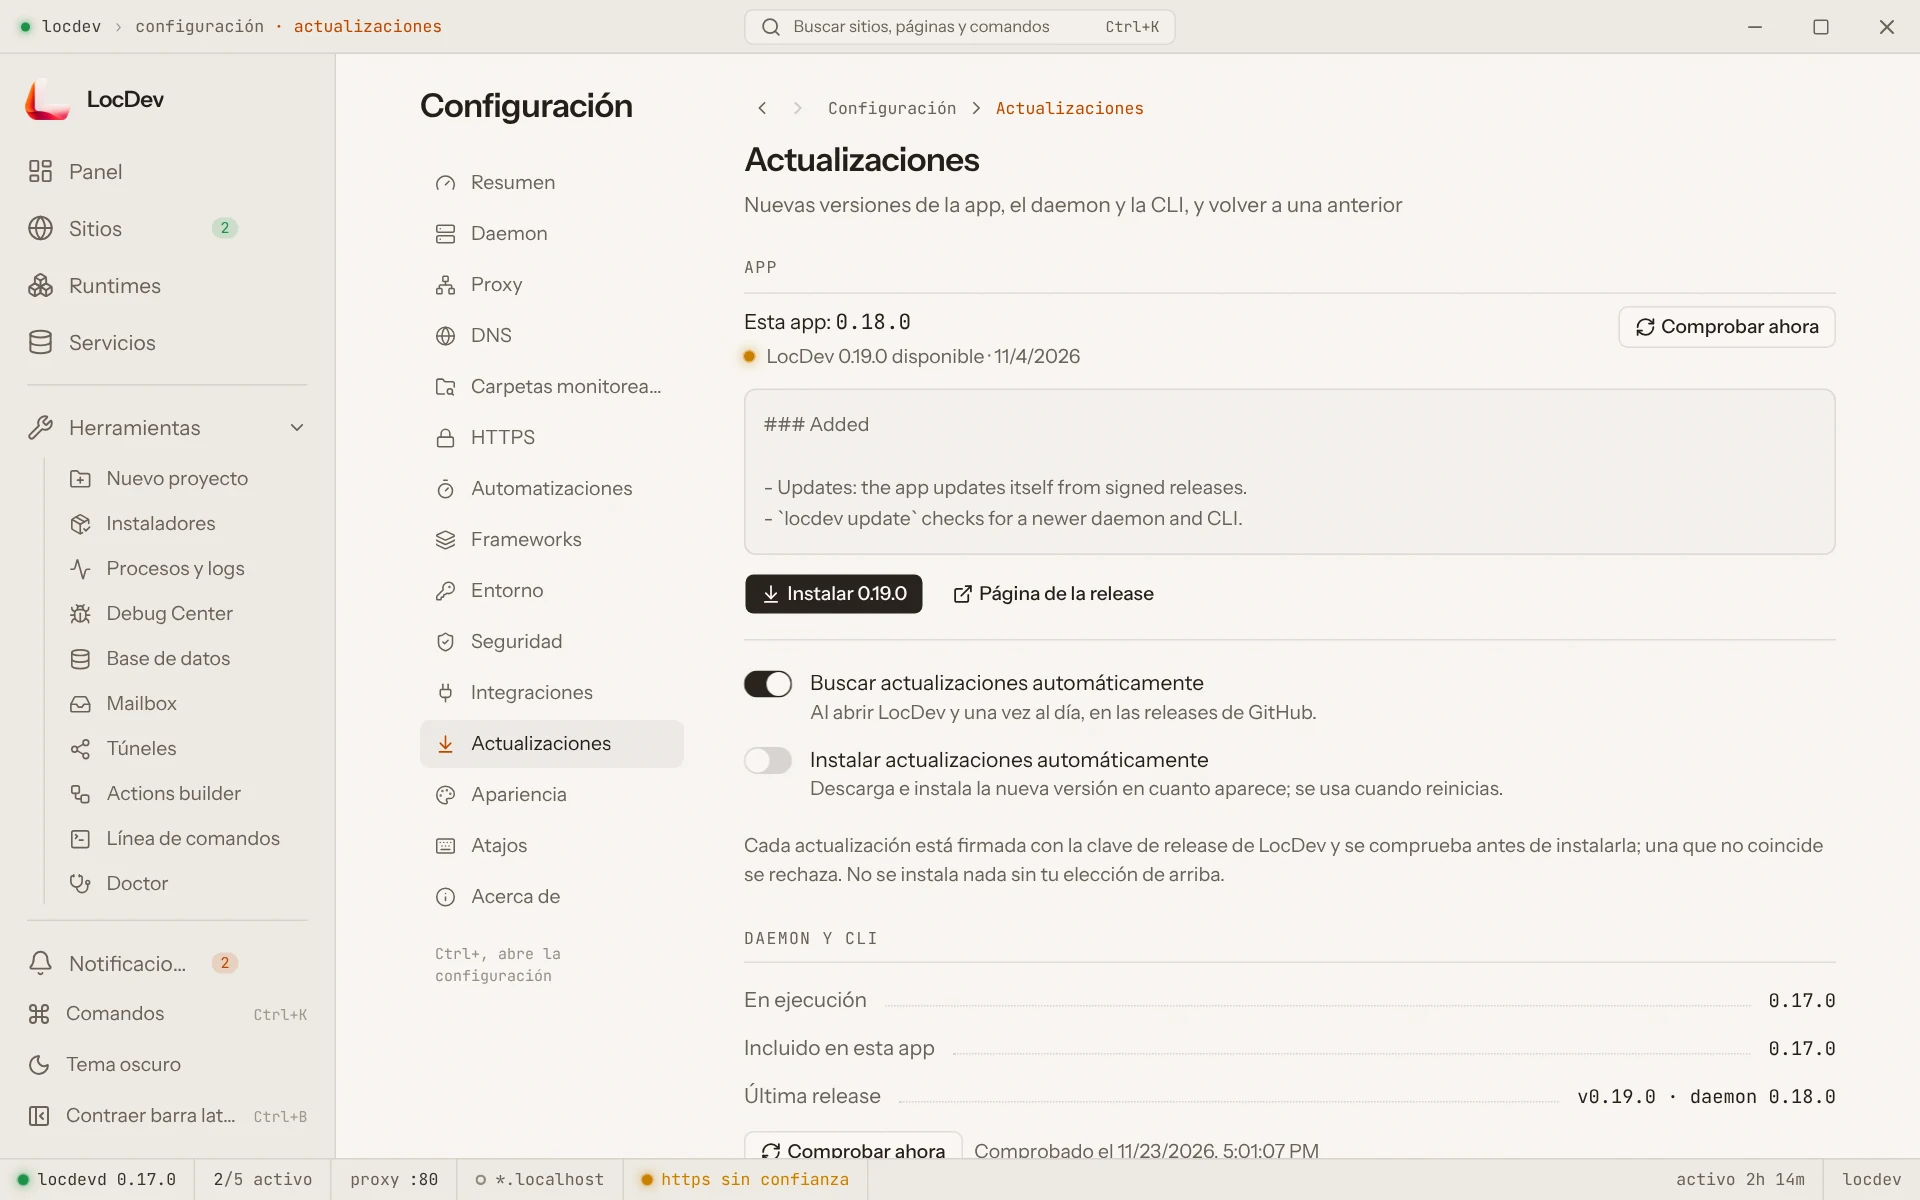 locdev › configuración · actualizaciones
Buscar sitios, páginas y comandos Ctrl+K
LocDev
Panel
Sitios 2
Runtimes
Servicios
Herramientas
Nuevo proyecto
Instaladores
Procesos y logs
Debug Center
Base de datos
Mailbox
Túneles
Actions builder
Línea de comandos
Doctor
Notificacio... 2
Comandos Ctrl+K
Tema oscuro
Contraer barra lat... Ctrl+B
Configuración
Resumen
Daemon
Proxy
DNS
Carpetas monitorea...
HTTPS
Automatizaciones
Frameworks
Entorno
Seguridad
Integraciones
Actualizaciones
Apariencia
Atajos
Acerca de
Ctrl+, abre la
configuración
Configuración > Actualizaciones
Actualizaciones
Nuevas versiones de la app, el daemon y la CLI, y volver a una anterior
APP
Esta app: 0.18.0
Comprobar ahora
LocDev 0.19.0 disponible · 11/4/2026
### Added
- Updates: the app updates itself from signed releases.
- `locdev update` checks for a newer daemon and CLI.
Instalar 0.19.0
Página de la release
Buscar actualizaciones automáticamente
Al abrir LocDev y una vez al día, en las releases de GitHub.
Instalar actualizaciones automáticamente
Descarga e instala la nueva versión en cuanto aparece; se usa cuando reinicias.
Cada actualización está firmada con la clave de release de LocDev y se comprueba antes de instalarla; una que no coincide
se rechaza. No se instala nada sin tu elección de arriba.
DAEMON Y CLI
En ejecución 0.17.0
Incluido en esta app 0.17.0
Última release v0.19.0 · daemon 0.18.0
Comprobar ahora Comprobado el 11/23/2026, 5:01:07 PM
locdevd 0.17.0 2/5 activo proxy :80 *.localhost https sin confianza activo 2h 14m locdev